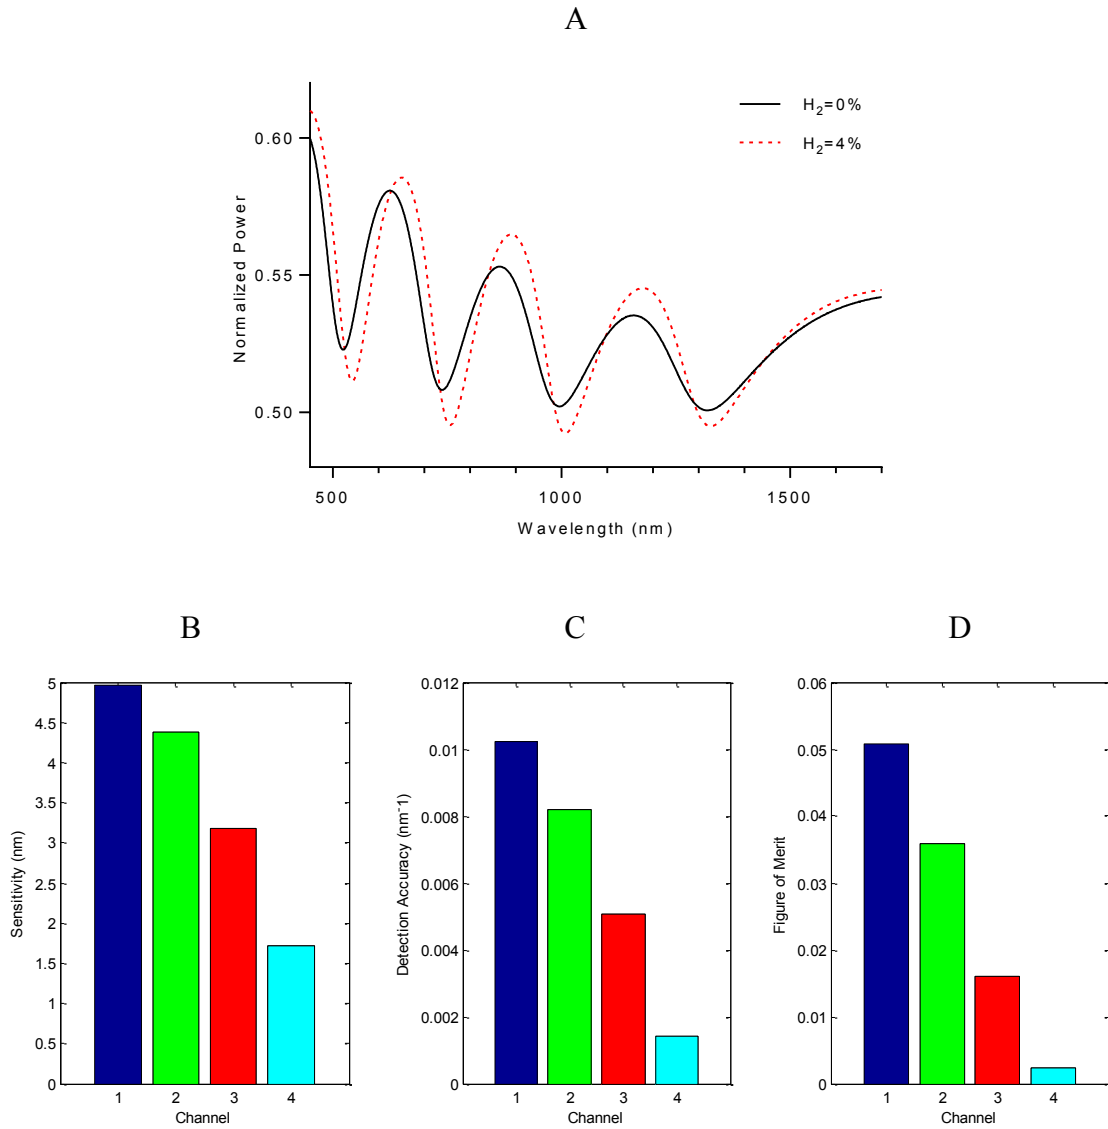 A
H2=0%
H2=4%
0.60
0.55
0.50
Normalized Power
500
1000
1500
Wavelength (nm)
B
C
D
5
4.5
4
3.5
3
2.5
2
1.5
1
0.5
0
Sensitivity (nm)
1 2 3 4
Channel
0.012
0.01
0.008
0.006
0.004
0.002
0
Detection Accuracy (nm-1)
1 2 3 4
Channel
0.06
0.05
0.04
0.03
0.02
0.01
0
Figure of Merit
1 2 3 4
Channel